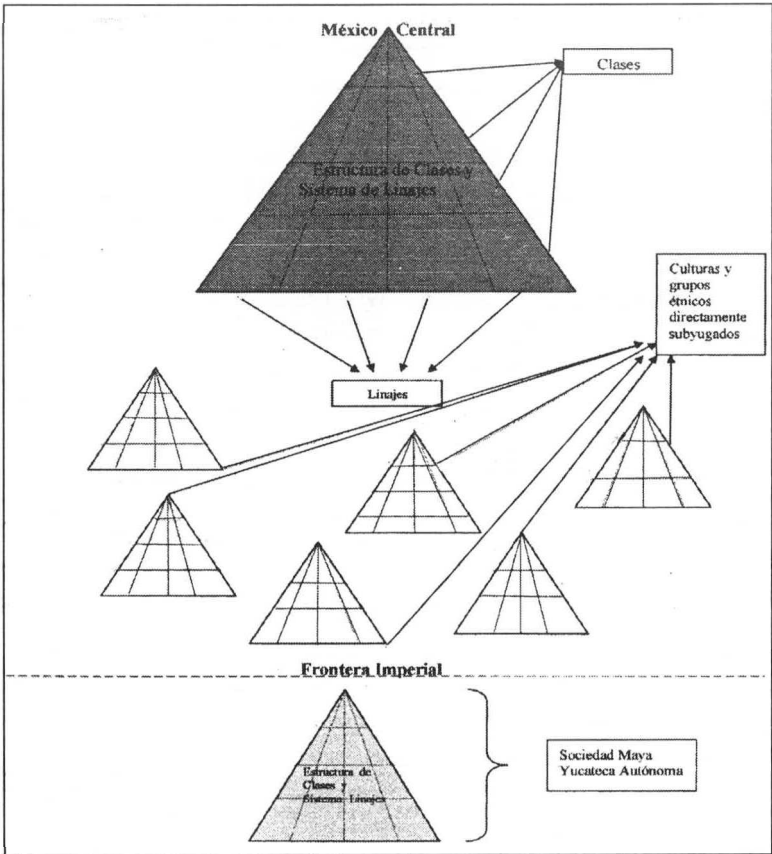 México Central
Clases
Estructura de Clases y
Sistema de Linajes
Culturas y
grupos
étnicos
directamente
subyugados
Linajes
Frontera Imperial
Estructura de
Clases y
Sistema Linajes
Sociedad Maya
Yucateca Autónoma